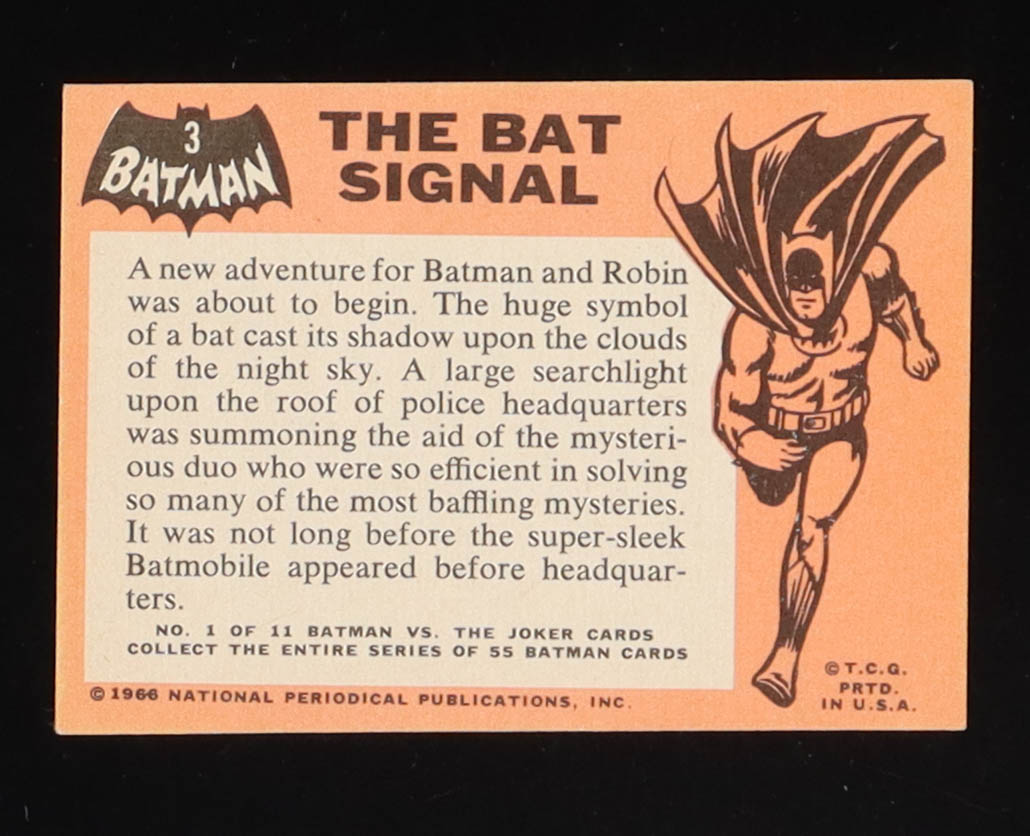 3
BATMAN
THE BAT
SIGNAL
A new adventure for Batman and Robin
was about to begin. The huge symbol
of a bat cast its shadow upon the clouds
of the night sky. A large searchlight
upon the roof of police headquarters
was summoning the aid of the mysteri-
ous duo who were so efficient in solving
so many of the most baffling mysteries.
It was not long before the super-sleek
Batmobile appeared before headquar-
ters.
NO. 1 OF 11 BATMAN VS. THE JOKER CARDS
COLLECT THE ENTIRE SERIES OF 55 BATMAN CARDS
© 1966 NATIONAL PERIODICAL PUBLICATIONS, INC.
© T.C.G.
PRTD.
IN U.S.A.